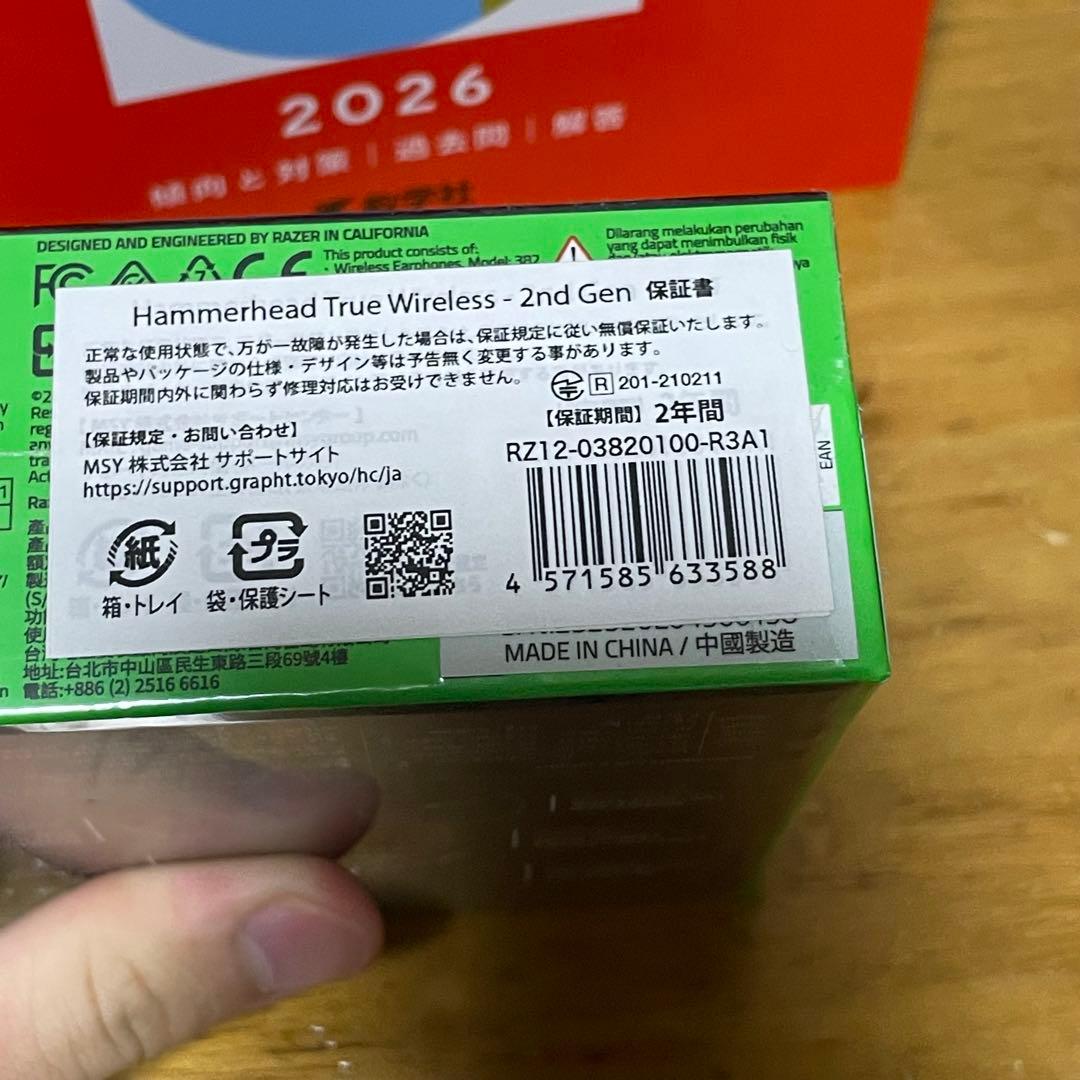 2026
傾向と対策 | 過去問 | 解答
DESIGNED AND ENGINEERED BY RAZER IN CALIFORNIA
This product consists of:
· Wireless Earphones, Model: 382
Dilarang melakukan perubahan
yang dapat menimbulkan fisik
Hammerhead True Wireless - 2nd Gen 保証書
正常な使用状態で、万が一故障が発生した場合は、保証規定に従い無償保証いたします。
製品やパッケージの仕様・デザイン等は予告無く変更する事があります。
保証期間内外に関わらず修理対応はお受けできません。
R 201-210211
【保証期間】 2年間
【保証規定・お問い合わせ】
MSY 株式会社 サポートサイト
https://support.grapht.tokyo/hc/ja
RZ12-03820100-R3A1
EAN
紙
箱・トレイ
プラ
袋・保護シート
4 571585 633588
MADE IN CHINA / 中國製造
地址:台北市中山區民生東路三段69號4樓
電話:+886 (2) 2516 6616